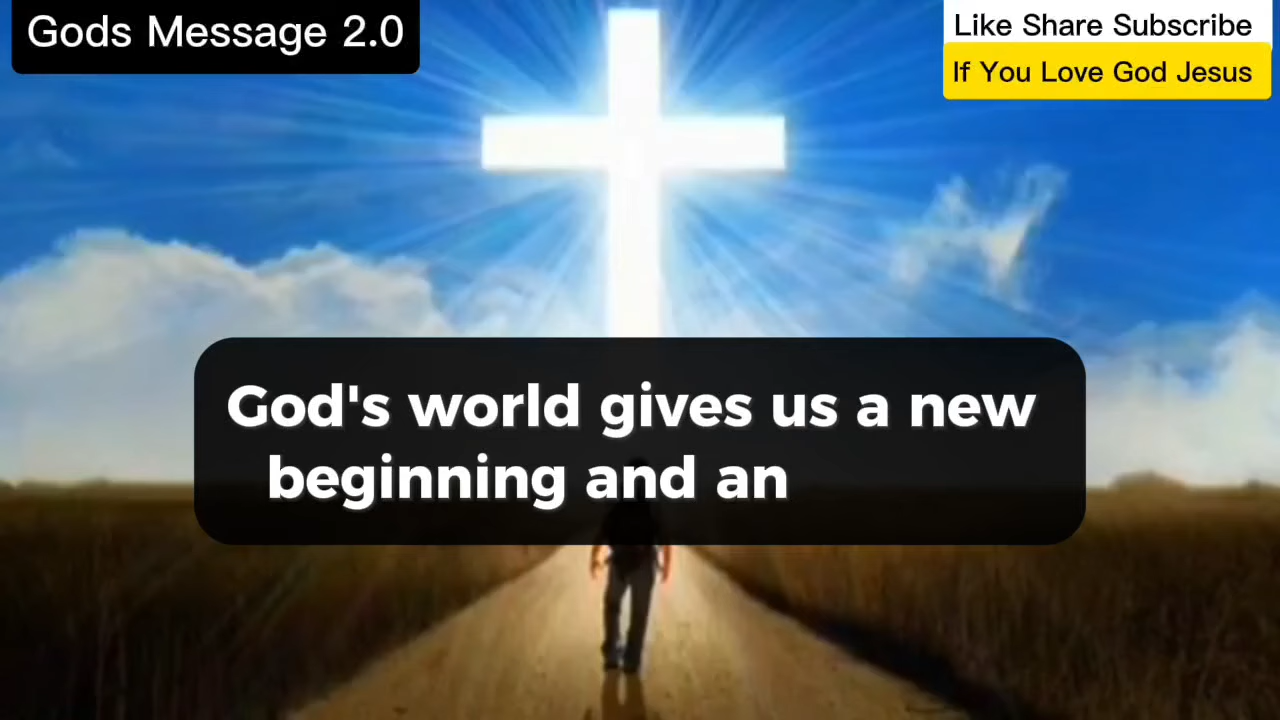 Gods Message 2.0
Like Share Subscribe
If You Love God Jesus
God's world gives us a new
beginning and an